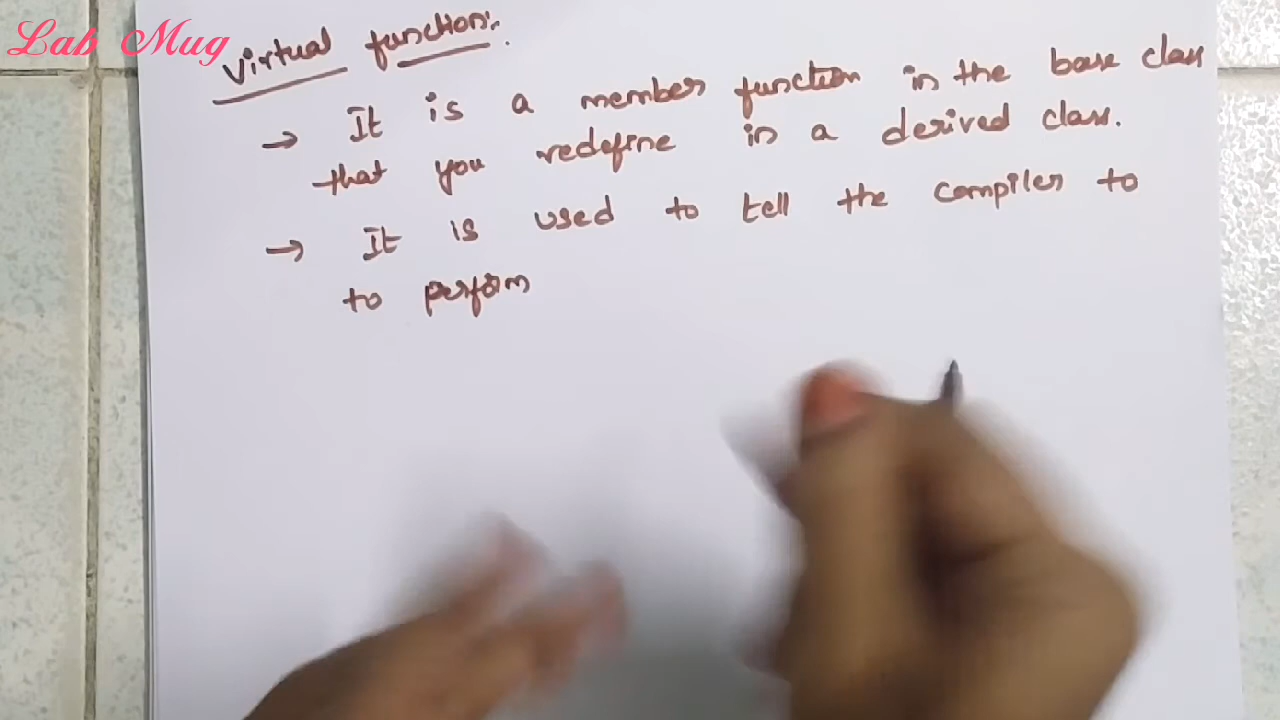 Lab Mug
Virtual function:.
→ It is a member function in the base class
that you redefine in a derived class.
→ It is used to tell the compiler to
to perform